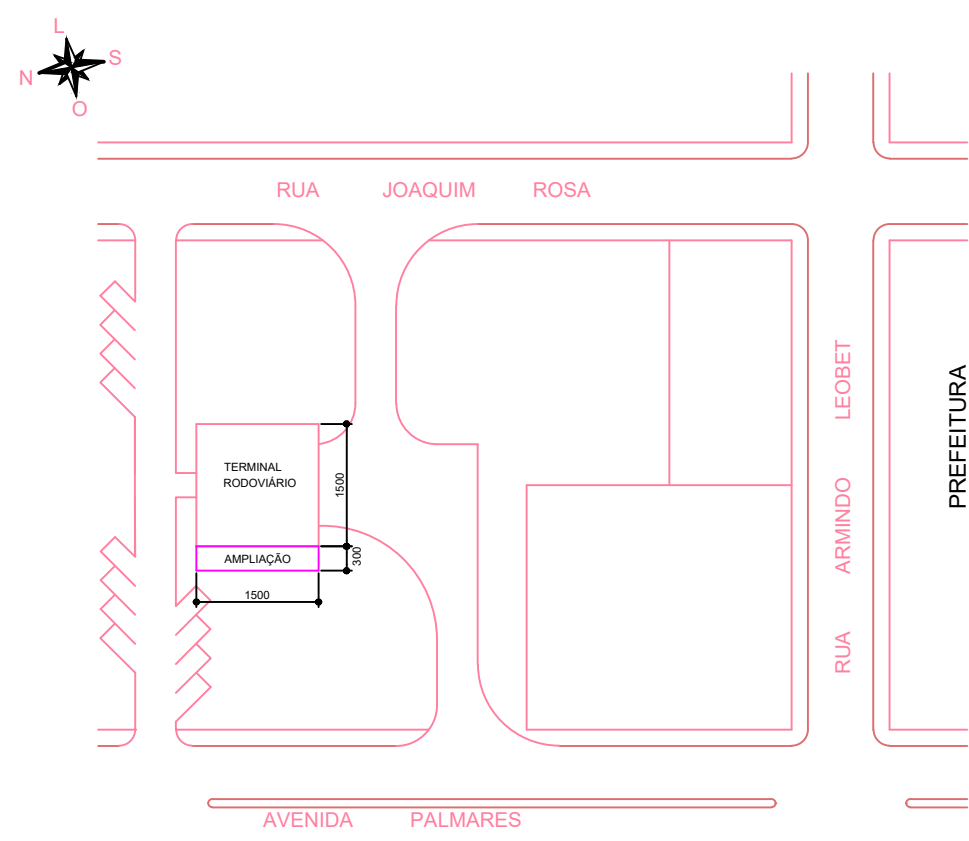 L
N
S
O
RUA JOAQUIM ROSA
TERMINAL
RODOVIÁRIO
1500
AMPLIAÇÃO
300
1500
RUA ARMINDO LEOBET
PREFEITURA
AVENIDA PALMARES